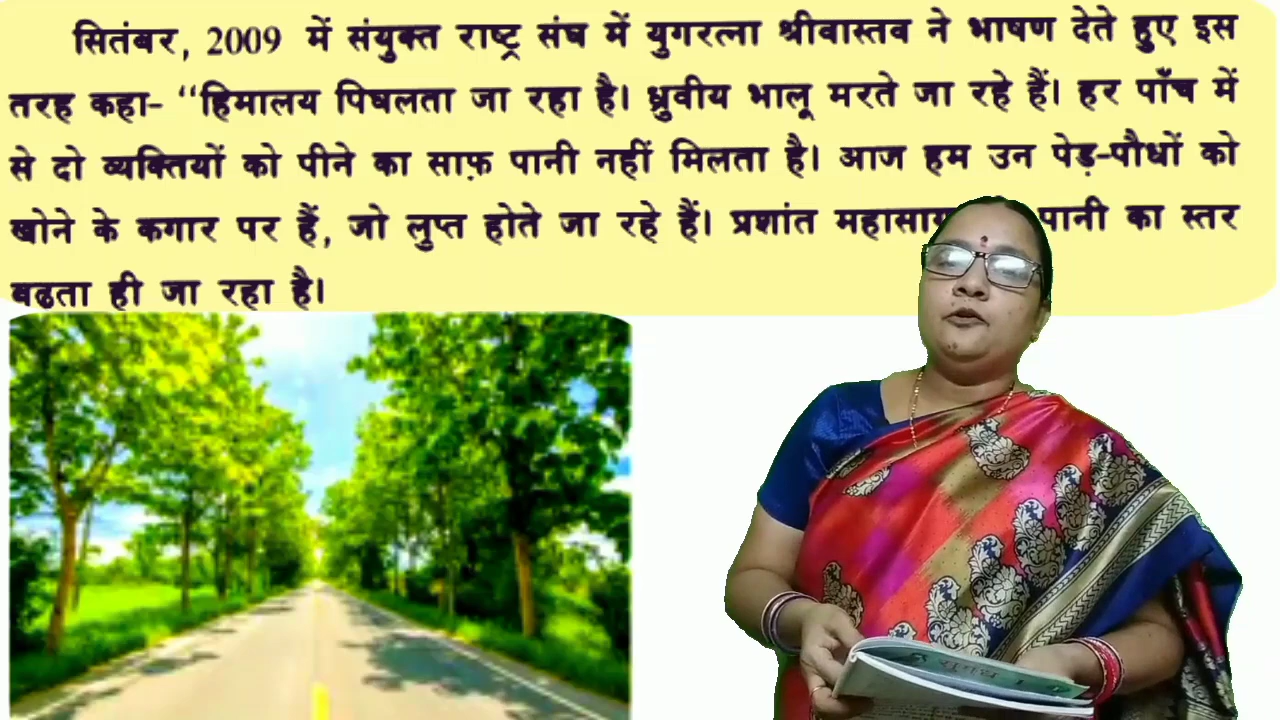 सितंबर, 2009 में संयुक्त राष्ट्र संघ में युगरत्ना श्रीवास्तव ने भाषण देते हुए इस
तरह कहा- “हिमालय पिघलता जा रहा है। ध्रुवीय भालू मरते जा रहे हैं। हर पाँच में
से दो व्यक्तियों को पीने का साफ़ पानी नहीं मिलता है। आज हम उन पेड़-पौधों को
खोने के कगार पर हैं, जो लुप्त होते जा रहे हैं। प्रशांत महासाग पानी का स्तर
बढता ही जा रहा है।